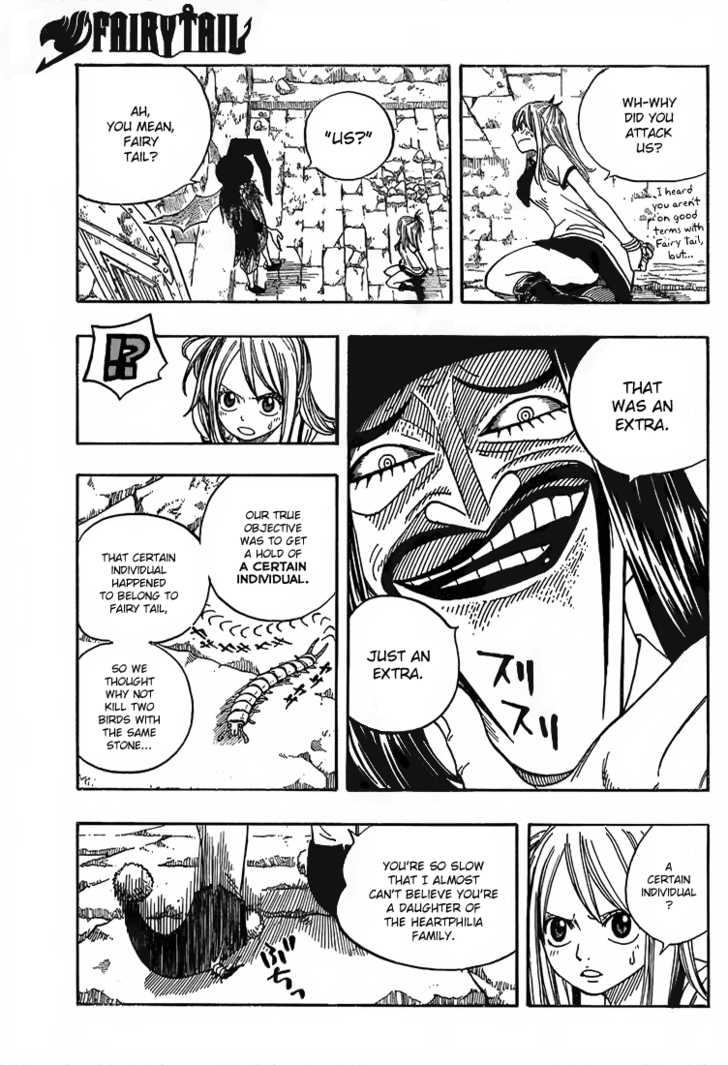 FAIRY TAIL
WH-WHY
DID YOU
ATTACK
US?
I heard
you aren't
on good
terms with
Fairy Tail,
but...
"US?"
AH,
YOU MEAN,
FAIRY
TAIL?
THAT
WAS AN
EXTRA.
JUST AN
EXTRA.
ズリ
ズリ
!?
OUR TRUE
OBJECTIVE
WAS TO GET
A HOLD OF
A CERTAIN
INDIVIDUAL.
THAT CERTAIN
INDIVIDUAL
HAPPENED
TO BELONG TO
FAIRY TAIL,
SO WE
THOUGHT
WHY NOT
KILL TWO
BIRDS WITH
THE SAME
STONE...
A
CERTAIN
INDIVIDUAL
?
YOU'RE SO SLOW
THAT I ALMOST
CAN'T BELIEVE YOU'RE
A DAUGHTER OF
THE HEARTPHILIA
FAMILY.
ぶちっ